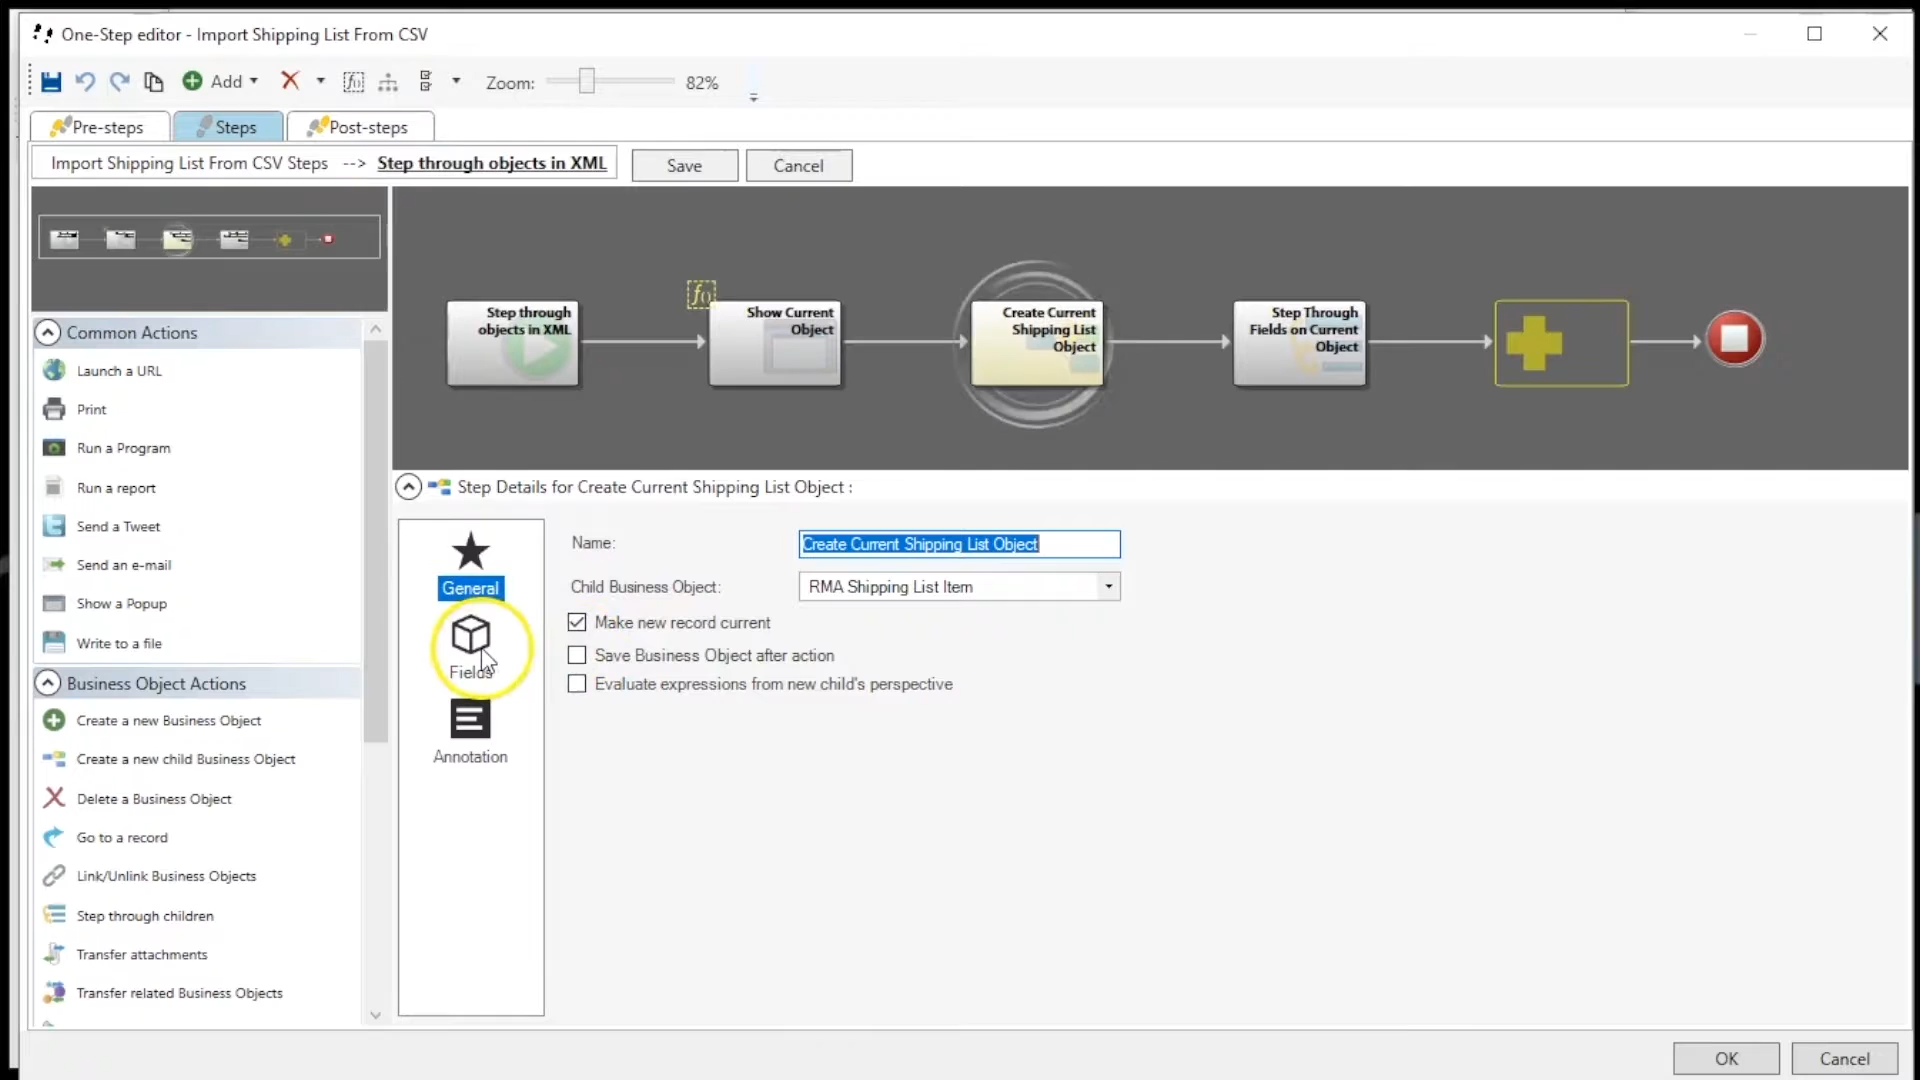 One-Step editor - Import Shipping List From CSV
Add
Zoom:
82%
Pre-steps
Steps
Post-steps
Import Shipping List From CSV Steps --> Step through objects in XML
Save
Cancel
Step through
objects in XML
f()
Show Current
Object
Create Current
Shipping List
Object
Step Through
Fields on Current
Object
Common Actions
Launch a URL
Print
Run a Program
Run a report
Send a Tweet
Send an e-mail
Show a Popup
Write to a file
Business Object Actions
Create a new Business Object
Create a new child Business Object
Delete a Business Object
Go to a record
Link/Unlink Business Objects
Step through children
Transfer attachments
Transfer related Business Objects
Step Details for Create Current Shipping List Object :
General
Fields
Annotation
Name:
Create Current Shipping List Object
Child Business Object:
RMA Shipping List Item
Make new record current
Save Business Object after action
Evaluate expressions from new child's perspective
OK
Cancel